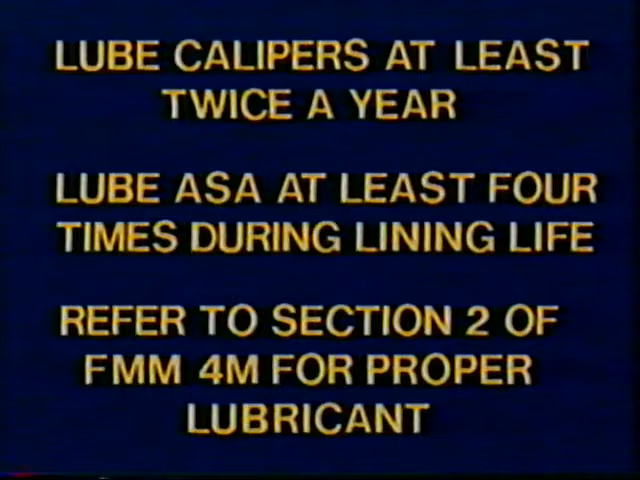 LUBE CALIPERS AT LEAST
TWICE A YEAR
LUBE ASA AT LEAST FOUR
TIMES DURING LINING LIFE
REFER TO SECTION 2 OF
FMM 4M FOR PROPER
LUBRICANT